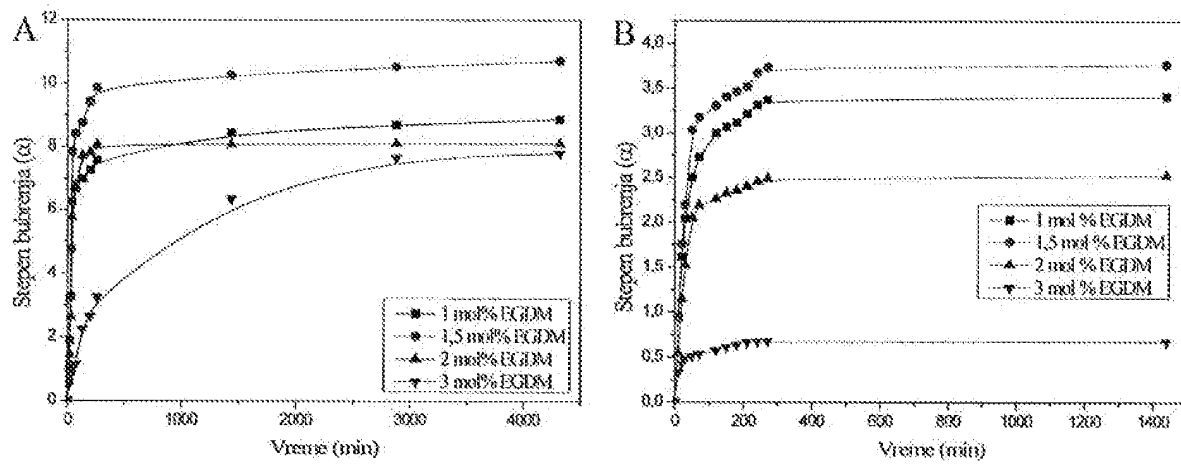 A
12
10
8
6
4
2
0
Stepen bubrenja (α)
0 1000 2000 3000 4000
Vreme (min)
1 mol% EGDM
1,5 mol% EGDM
2 mol% EGDM
3 mol% EGDM
B
4,0
3,5
3,0
2,5
2,0
1,5
1,0
0,5
0,0
Stepen bubrenja (α)
0 200 400 600 800 1000 1200 1400
Vreme (min)
1 mol % EGDM
1,5 mol % EGDM
2 mol % EGDM
3 mol % EGDM